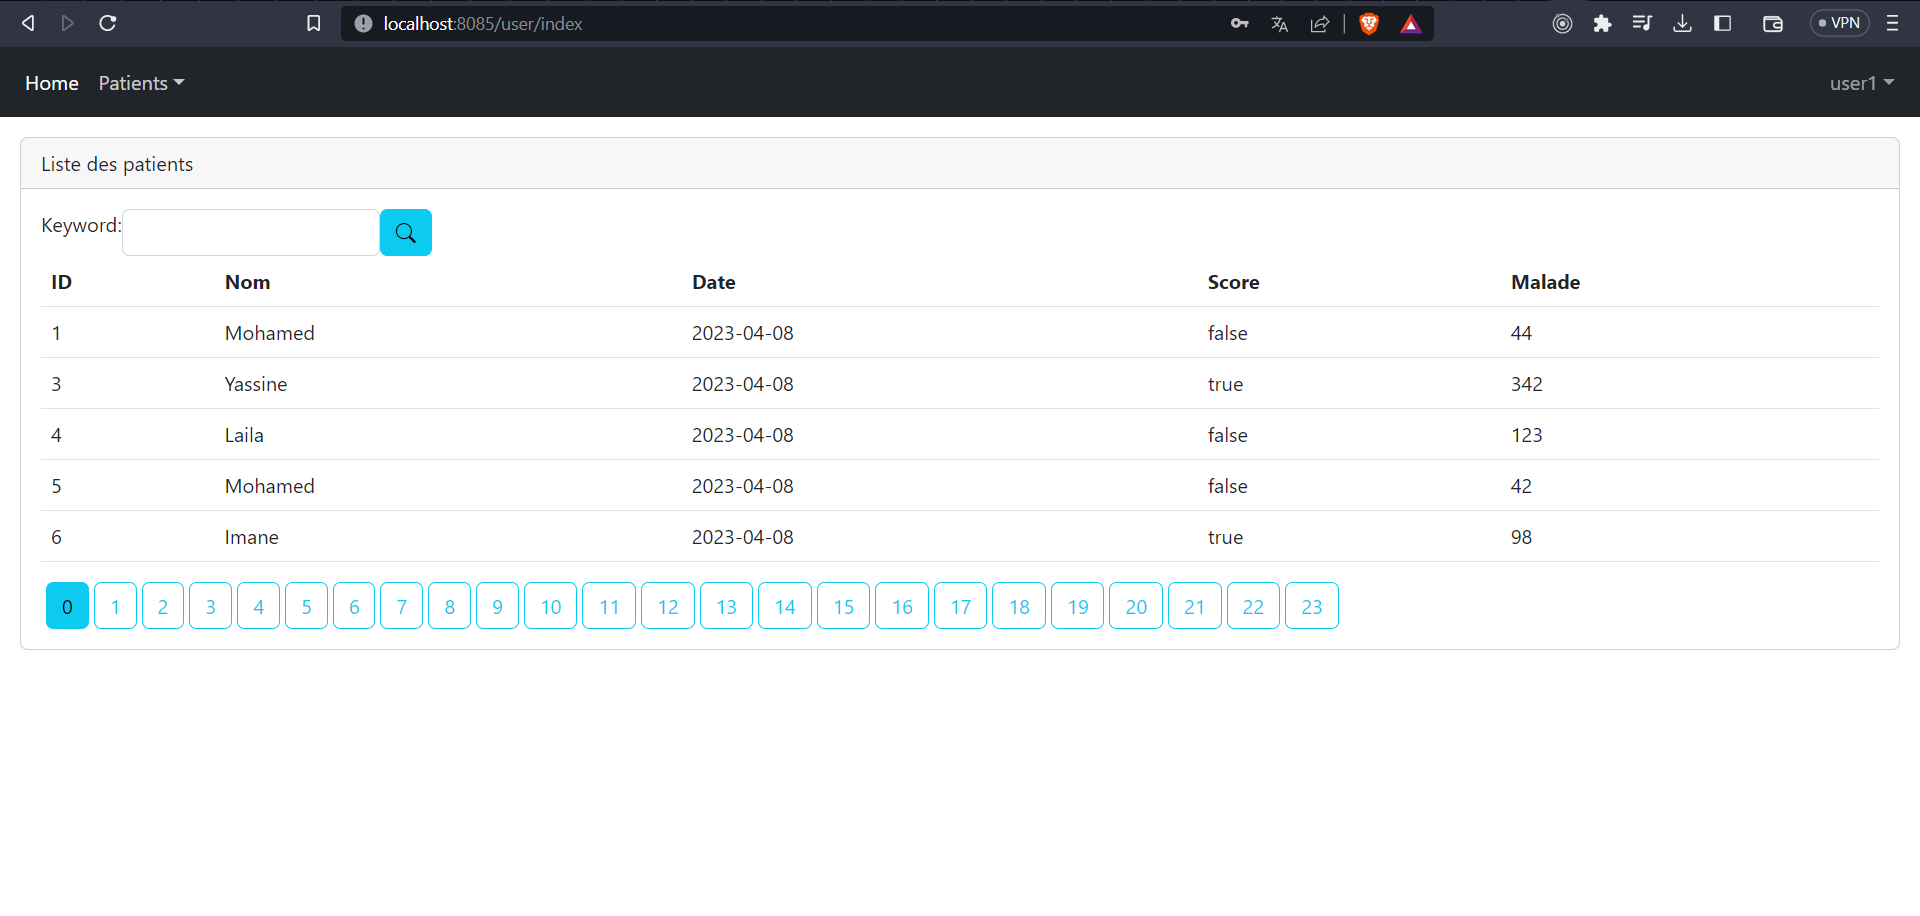 localhost:8085/user/index VPN
Home Patients user1
Liste des patients
Keyword:
ID Nom Date Score Malade
1 Mohamed 2023-04-08 false 44
3 Yassine 2023-04-08 true 342
4 Laila 2023-04-08 false 123
5 Mohamed 2023-04-08 false 42
6 Imane 2023-04-08 true 98
0 1 2 3 4 5 6 7 8 9 10 11 12 13 14 15 16 17 18 19 20 21 22 23